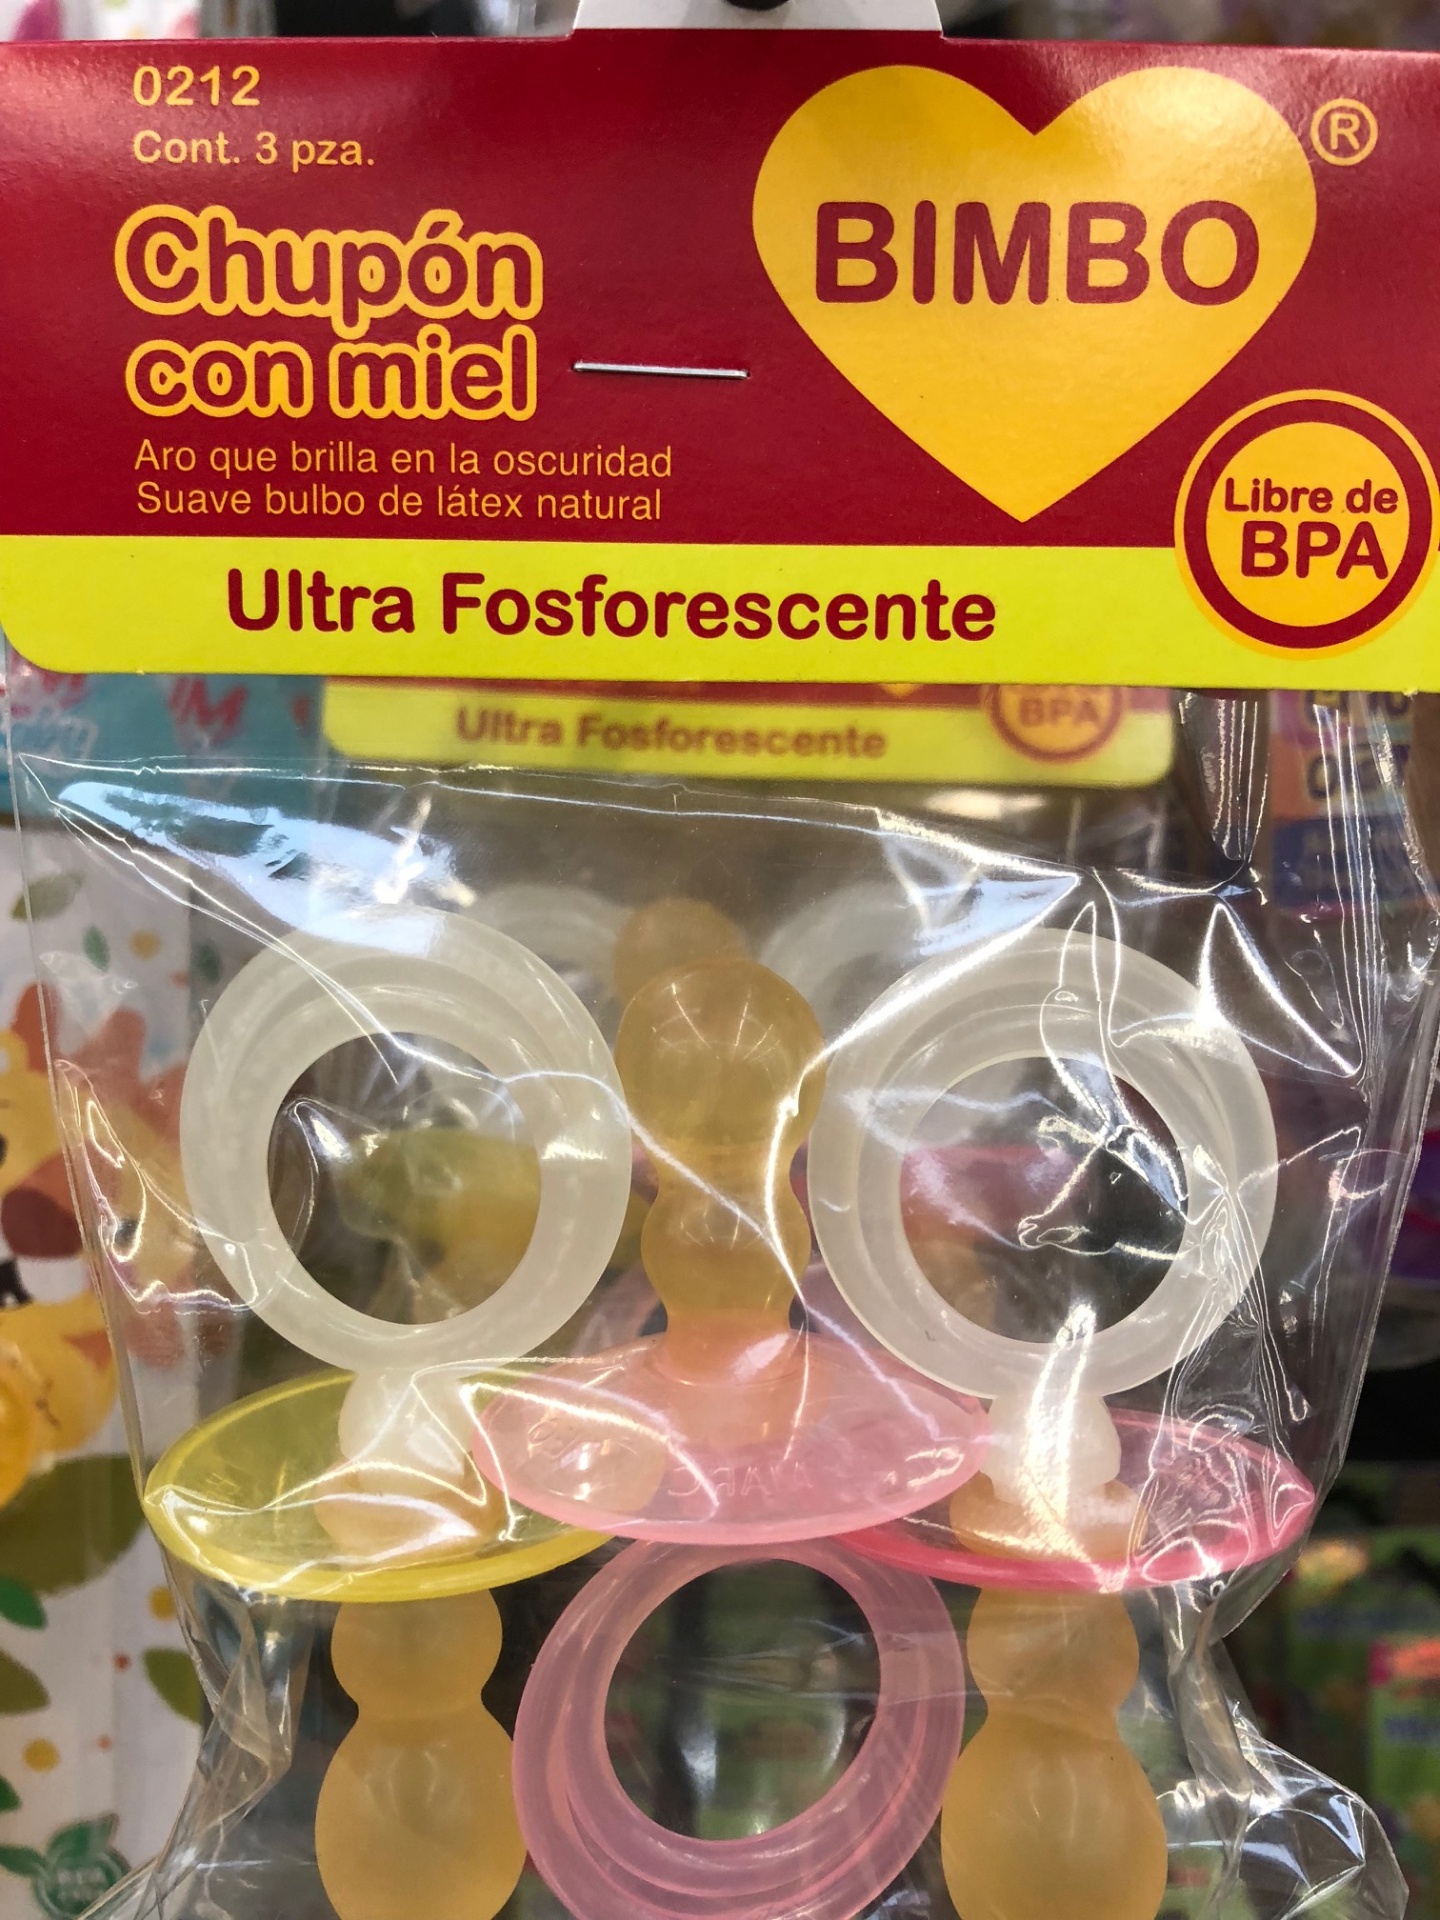 0212
Cont. 3 pza.
Chupón
con miel
Aro que brilla en la oscuridad
Suave bulbo de látex natural
BIMBO
®
Libre de
BPA
Ultra Fosforescente
Ultra Fosforescente
BPA